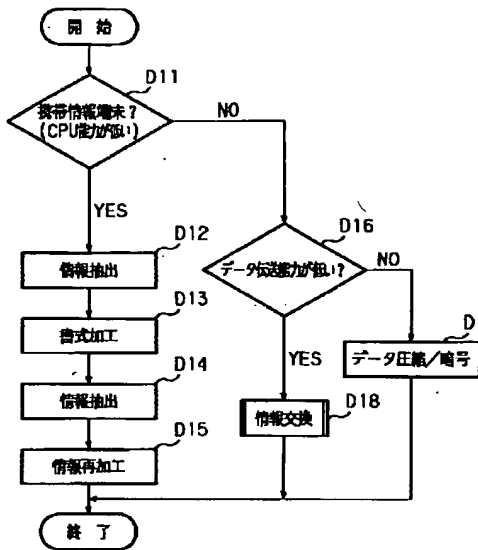 開始
D11
携帯情報端末？
(CPU能力が低い)
NO
YES
D12
情報抽出
D16
データ伝送能力が低い？
NO
D13
書式加工
D
データ圧縮／暗号
YES
D14
情報抽出
D18
情報交換
D15
情報再加工
終了